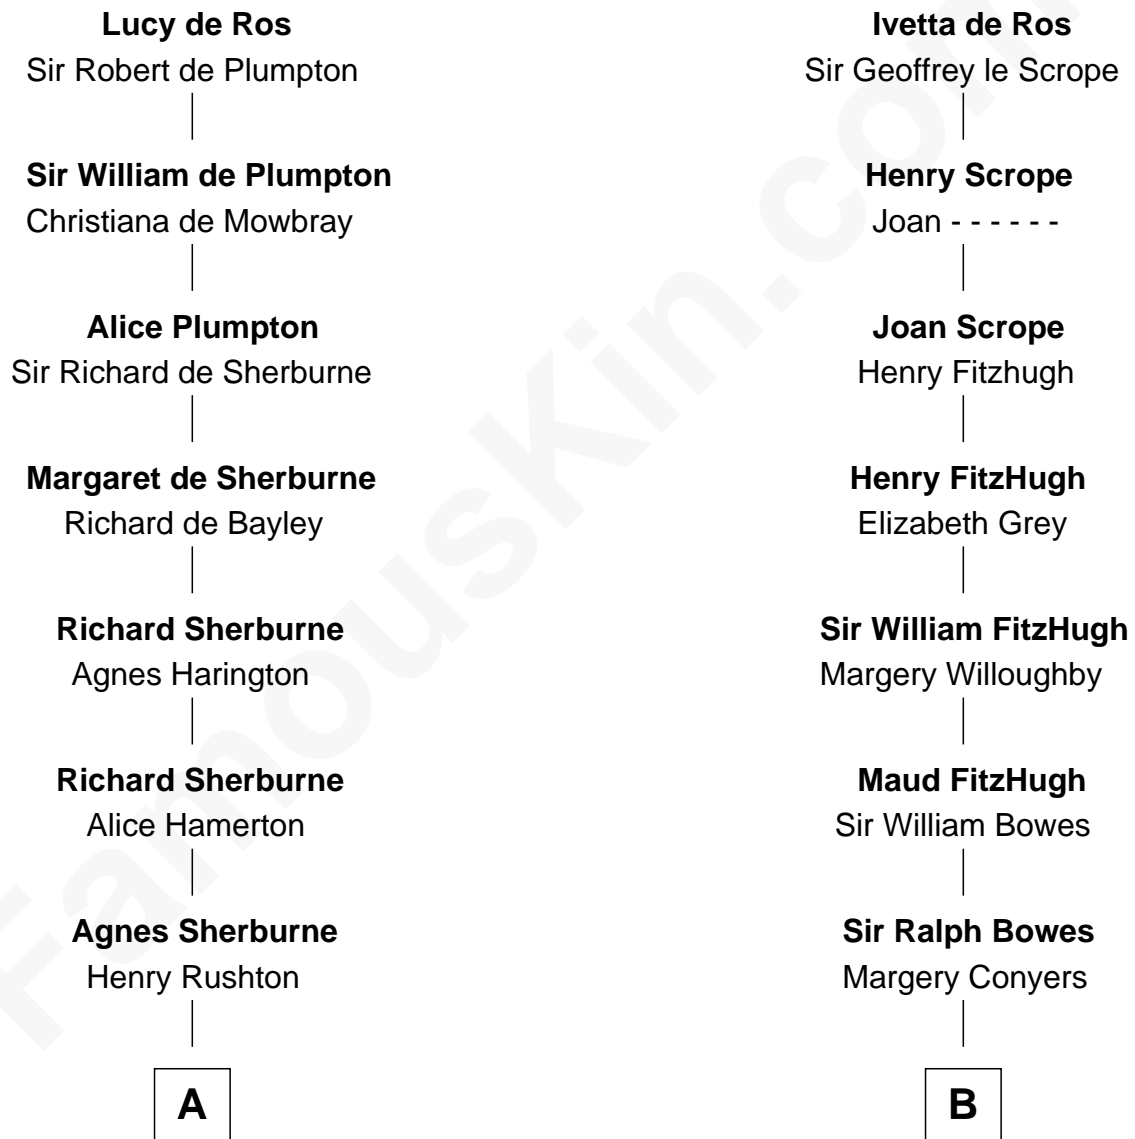 Lucy de Ros
Sir Robert de Plumpton
Sir William de Plumpton
Christiana de Mowbray
Alice Plumpton
Sir Richard de Sherburne
Margaret de Sherburne
Richard de Bayley
Richard Sherburne
Agnes Harington
Richard Sherburne
Alice Hamerton
Agnes Sherburne
Henry Rushton
A
Ivetta de Ros
Sir Geoffrey le Scrope
Henry Scrope
Joan - - - - - -
Joan Scrope
Henry Fitzhugh
Henry FitzHugh
Elizabeth Grey
Sir William FitzHugh
Margery Willoughby
Maud FitzHugh
Sir William Bowes
Sir Ralph Bowes
Margery Conyers
B
FamousKin.com